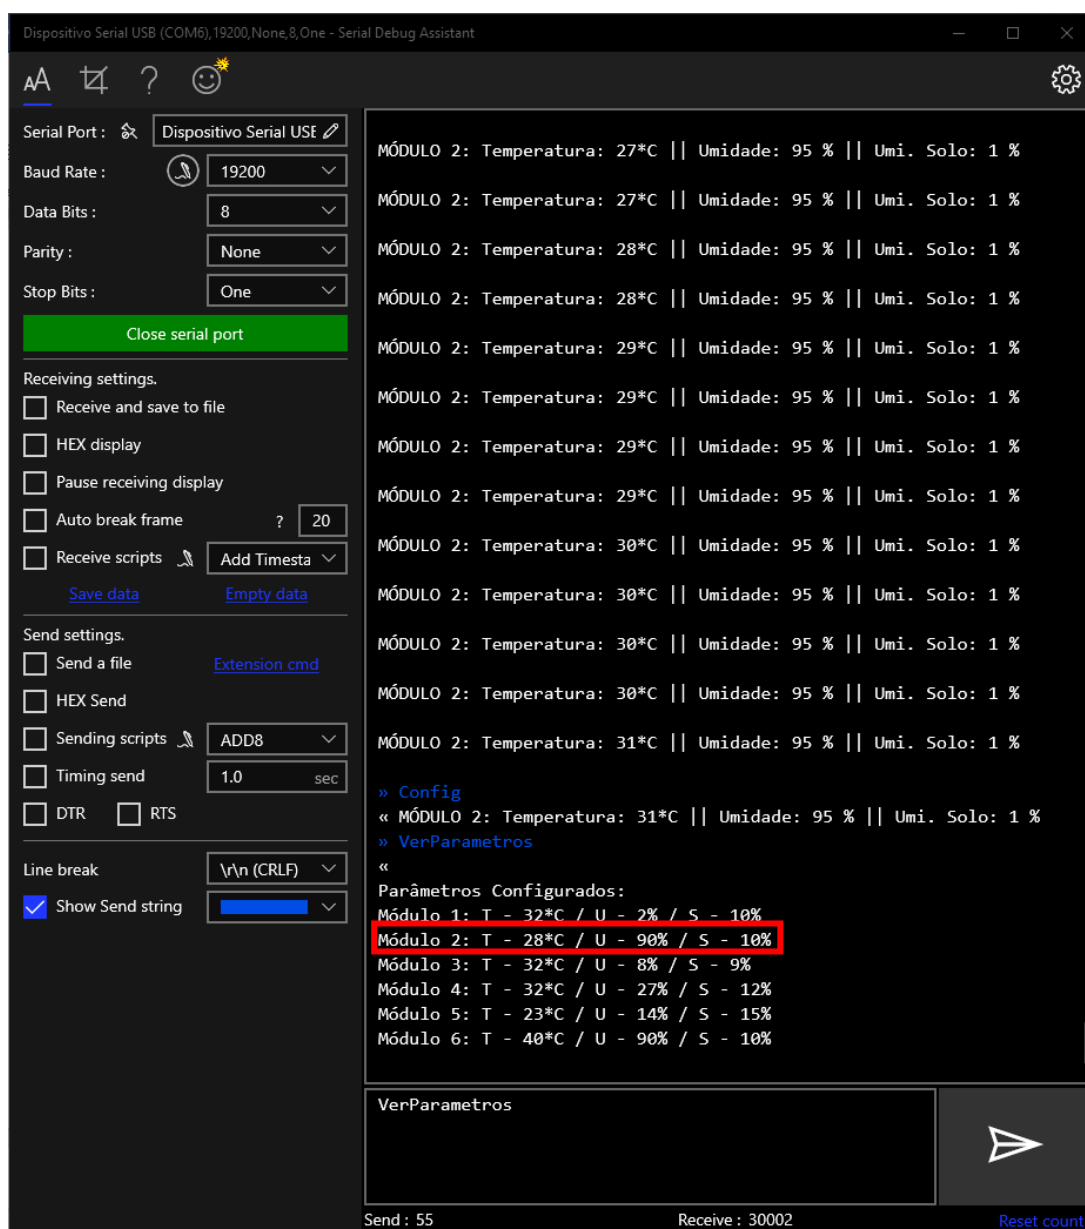 Dispositivo Serial USB (COM6),19200,None,8,One - Serial Debug Assistant
AA
Serial Port :
Dispositivo Serial USE
Baud Rate :
19200
Data Bits :
8
Parity :
None
Stop Bits :
One
Close serial port
Receiving settings.
Receive and save to file
HEX display
Pause receiving display
Auto break frame ? 20
Receive scripts Add Timesta
Save data Empty data
Send settings.
Send a file Extension cmd
HEX Send
Sending scripts ADD8
Timing send 1.0 sec
DTR RTS
Line break \r\n (CRLF)
Show Send string
MÓDULO 2: Temperatura: 27*C || Umidade: 95 % || Umi. Solo: 1 %
MÓDULO 2: Temperatura: 27*C || Umidade: 95 % || Umi. Solo: 1 %
MÓDULO 2: Temperatura: 28*C || Umidade: 95 % || Umi. Solo: 1 %
MÓDULO 2: Temperatura: 28*C || Umidade: 95 % || Umi. Solo: 1 %
MÓDULO 2: Temperatura: 29*C || Umidade: 95 % || Umi. Solo: 1 %
MÓDULO 2: Temperatura: 29*C || Umidade: 95 % || Umi. Solo: 1 %
MÓDULO 2: Temperatura: 29*C || Umidade: 95 % || Umi. Solo: 1 %
MÓDULO 2: Temperatura: 29*C || Umidade: 95 % || Umi. Solo: 1 %
MÓDULO 2: Temperatura: 30*C || Umidade: 95 % || Umi. Solo: 1 %
MÓDULO 2: Temperatura: 30*C || Umidade: 95 % || Umi. Solo: 1 %
MÓDULO 2: Temperatura: 30*C || Umidade: 95 % || Umi. Solo: 1 %
MÓDULO 2: Temperatura: 30*C || Umidade: 95 % || Umi. Solo: 1 %
MÓDULO 2: Temperatura: 31*C || Umidade: 95 % || Umi. Solo: 1 %
» Config
« MÓDULO 2: Temperatura: 31*C || Umidade: 95 % || Umi. Solo: 1 %
» VerParametros
«
Parâmetros Configurados:
Módulo 1: T - 32*C / U - 2% / S - 10%
Módulo 2: T - 28*C / U - 90% / S - 10%
Módulo 3: T - 32*C / U - 8% / S - 9%
Módulo 4: T - 32*C / U - 27% / S - 12%
Módulo 5: T - 23*C / U - 14% / S - 15%
Módulo 6: T - 40*C / U - 90% / S - 10%
VerParametros
Send : 55 Receive : 30002 Reset count